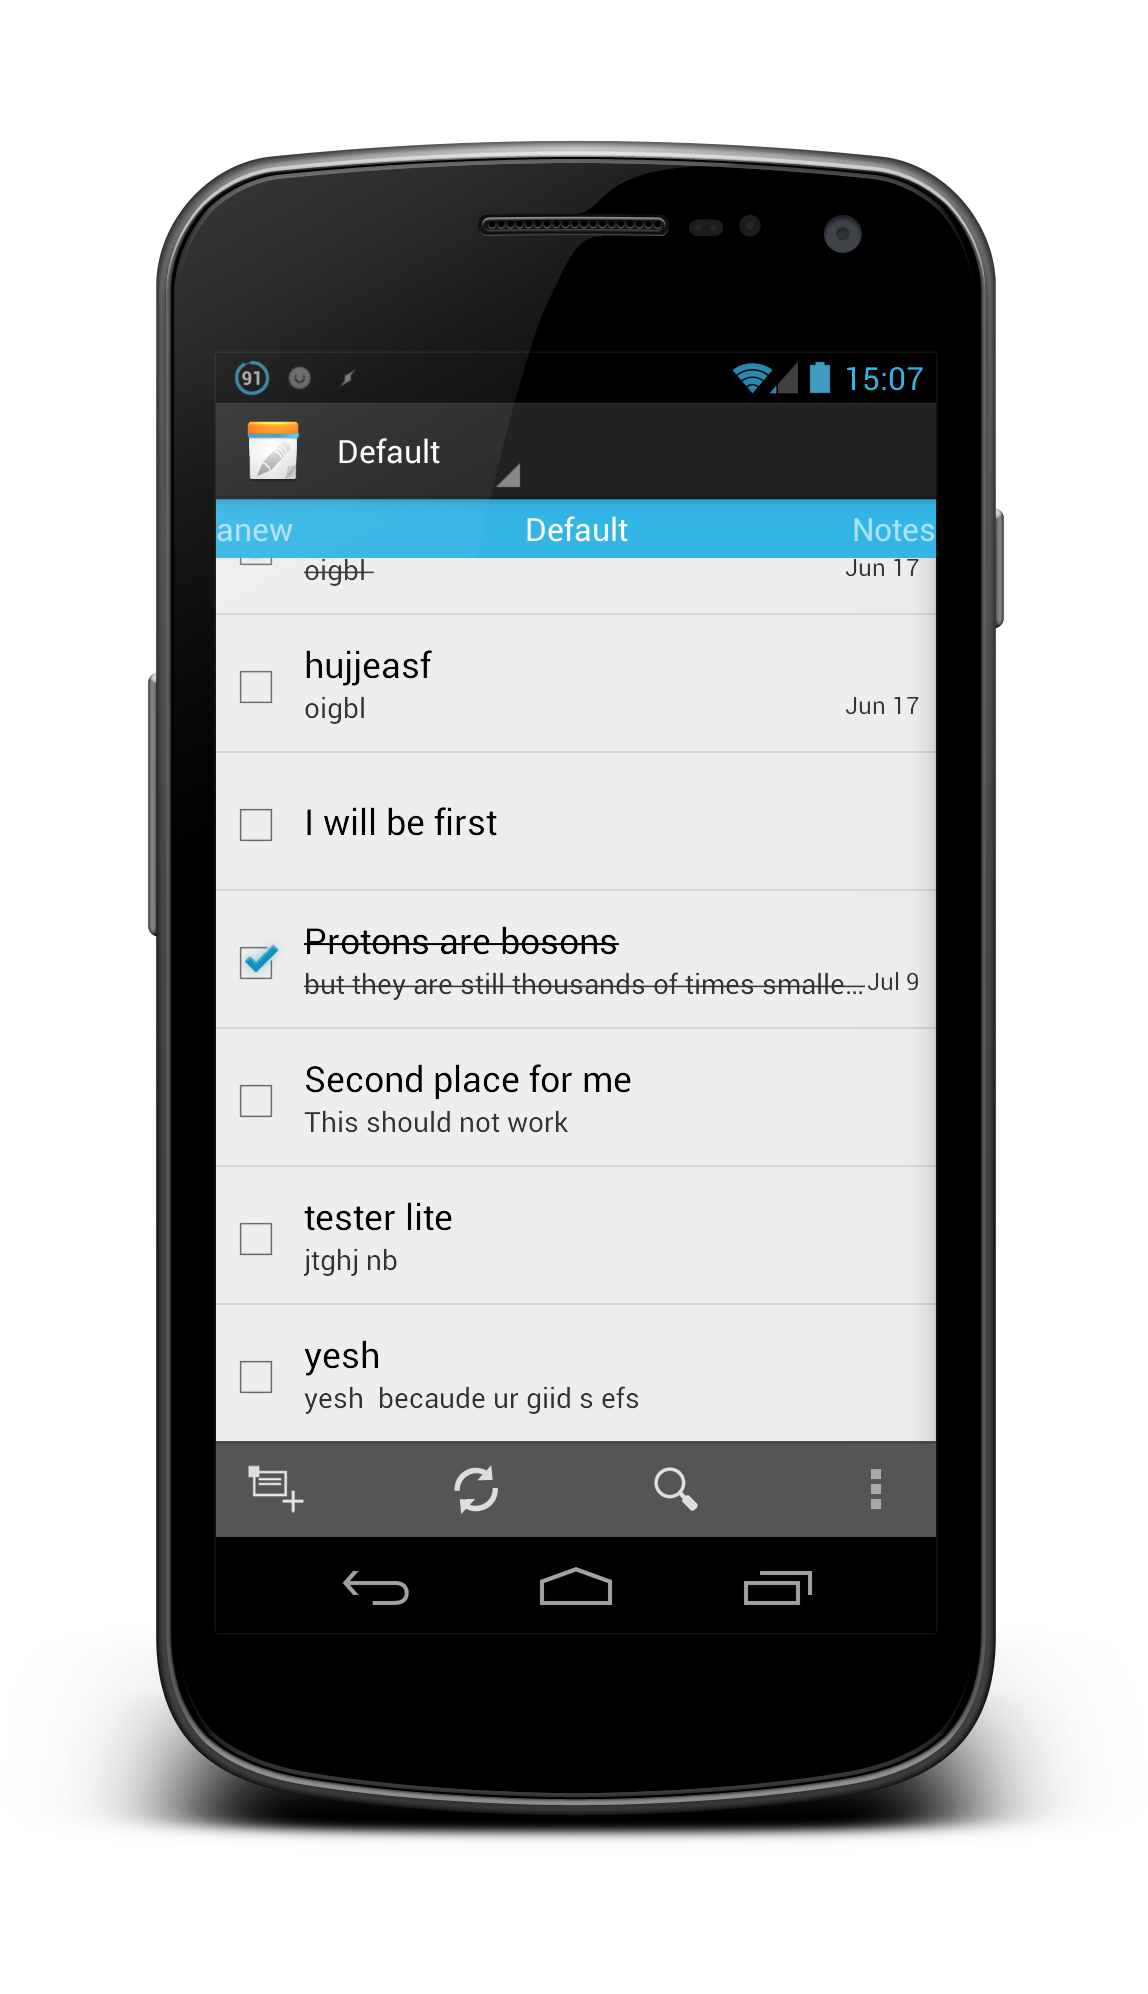 91
15:07
Default
anew Default Notes
oigbl
Jun 17
hujjeasf
oigbl
Jun 17
I will be first
Protons are bosons
but they are still thousands of times smalle...
Jul 9
Second place for me
This should not work
tester lite
jtghj nb
yesh
yesh  becaude ur giid s efs